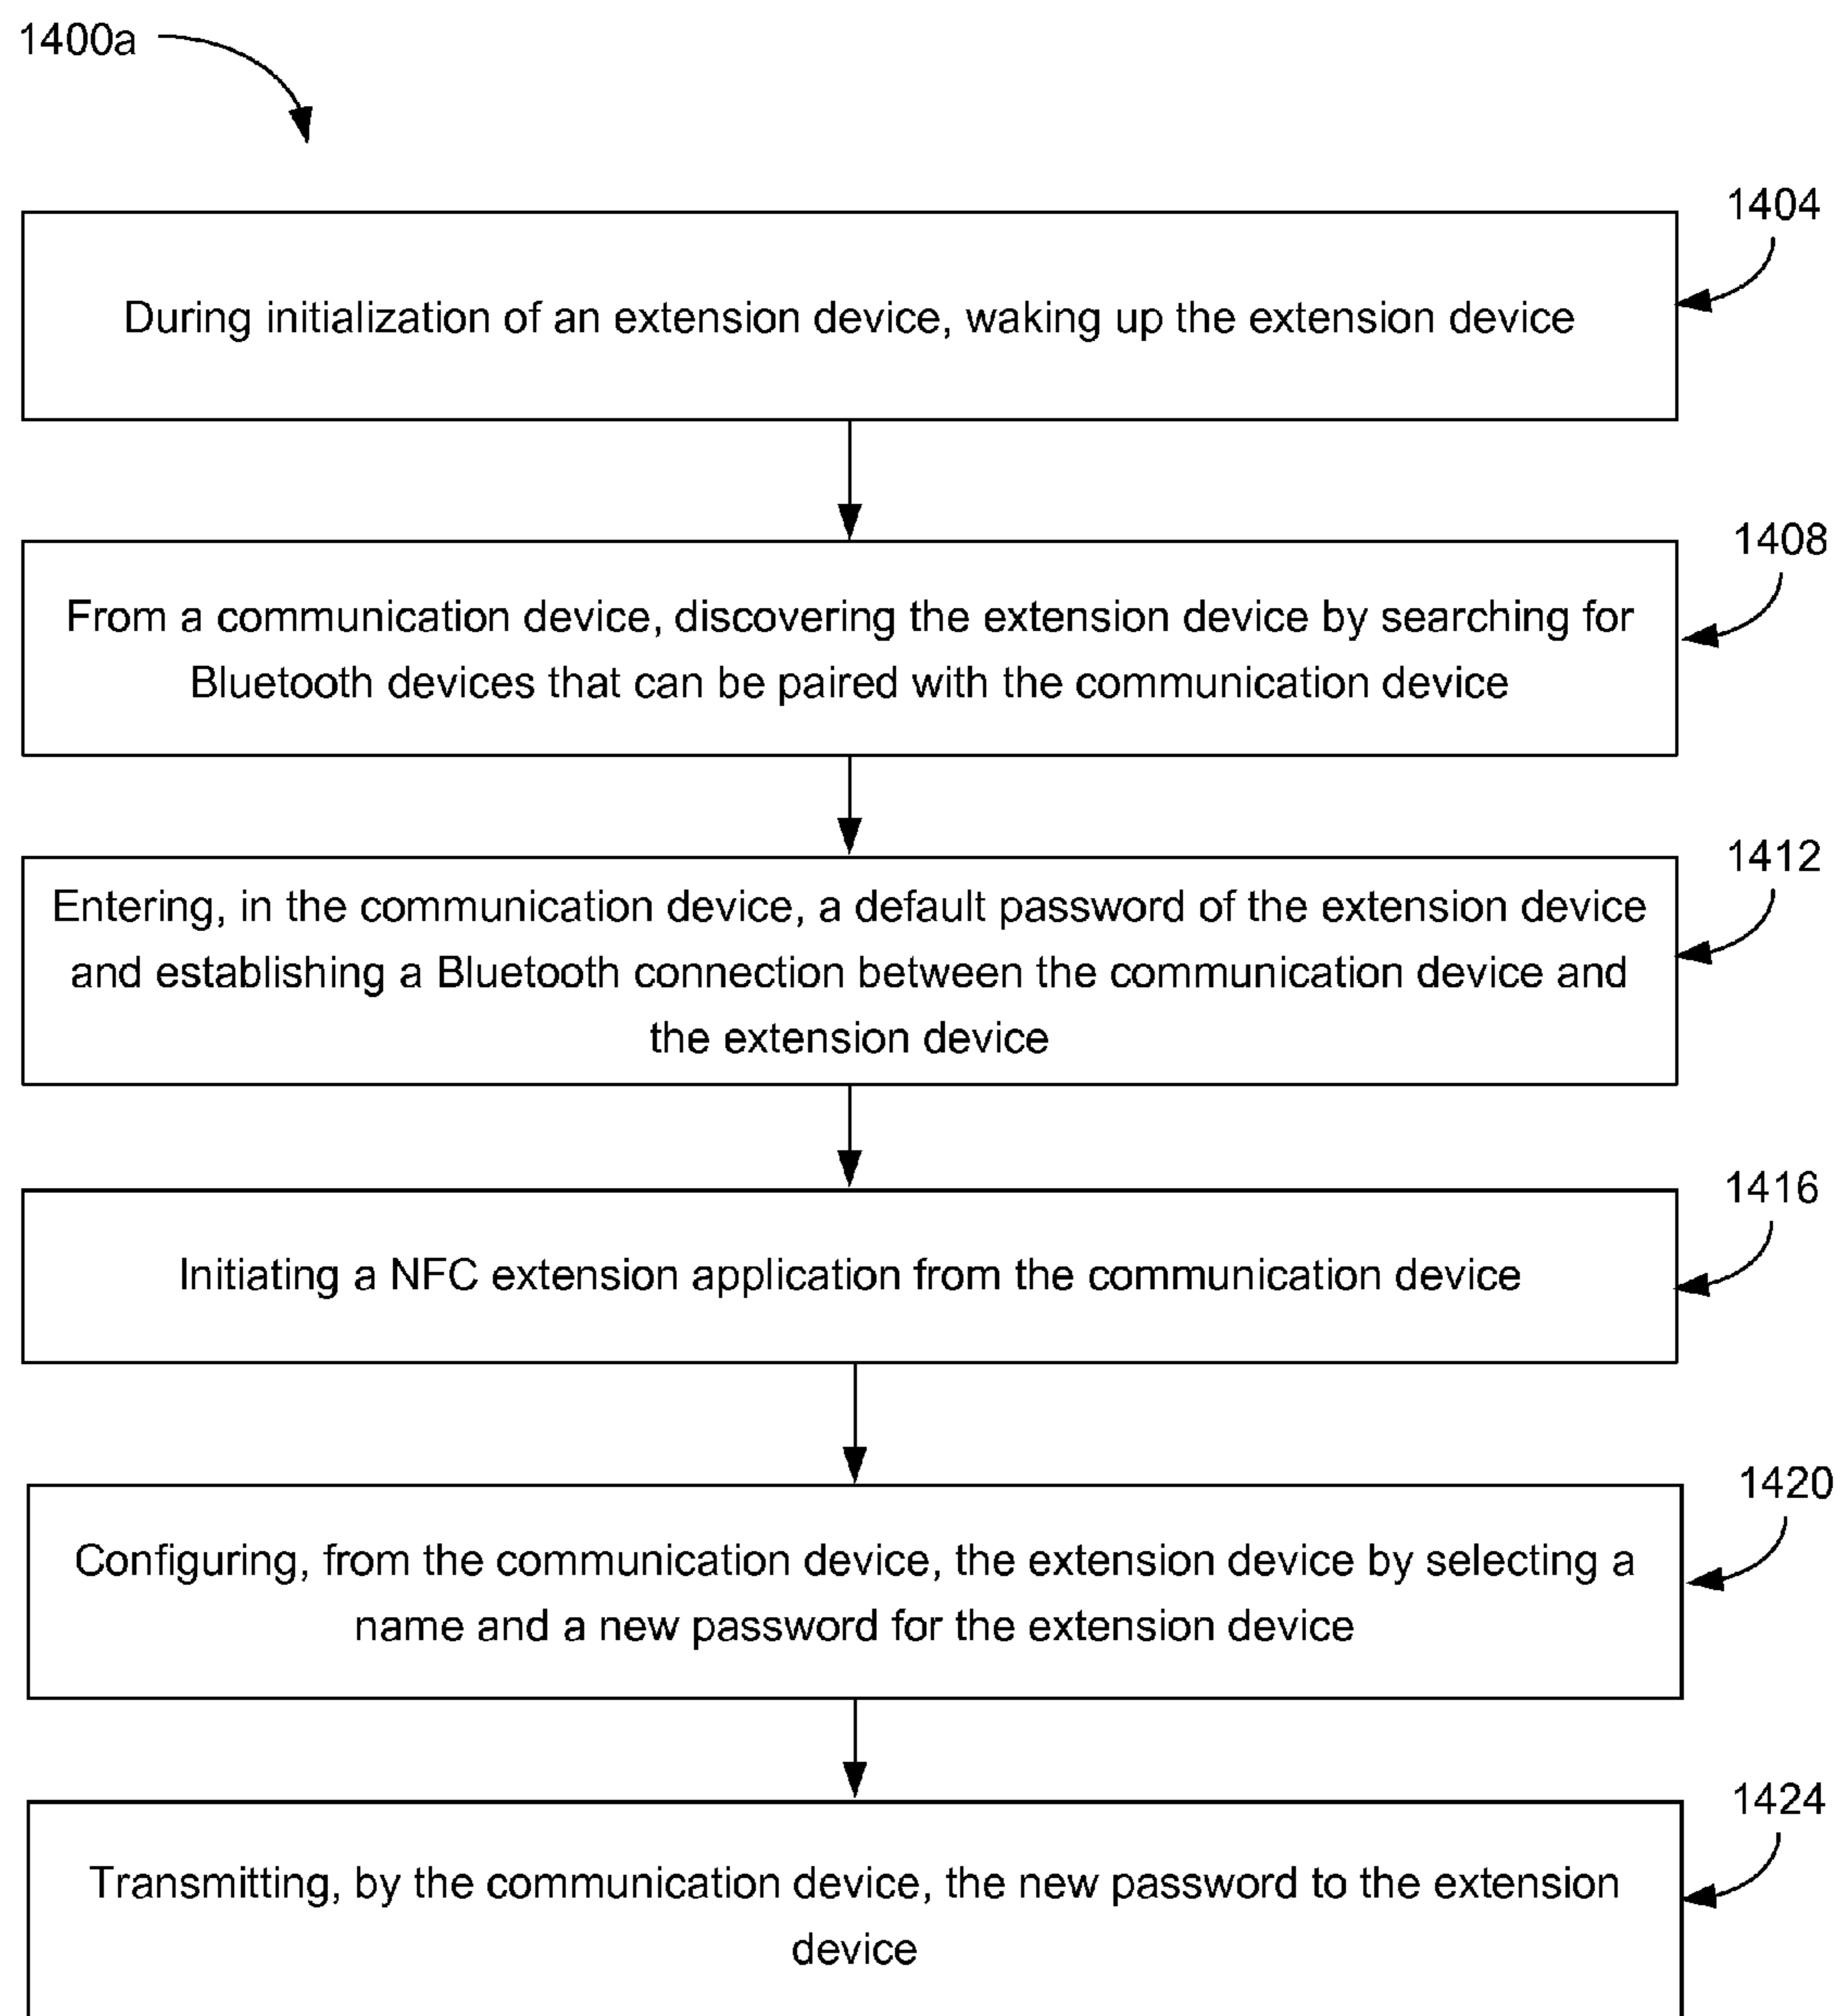 1400a
1404
During initialization of an extension device, waking up the extension device
1408
From a communication device, discovering the extension device by searching for
Bluetooth devices that can be paired with the communication device
1412
Entering, in the communication device, a default password of the extension device
and establishing a Bluetooth connection between the communication device and
the extension device
1416
Initiating a NFC extension application from the communication device
1420
Configuring, from the communication device, the extension device by selecting a
name and a new password for the extension device
1424
Transmitting, by the communication device, the new password to the extension
device